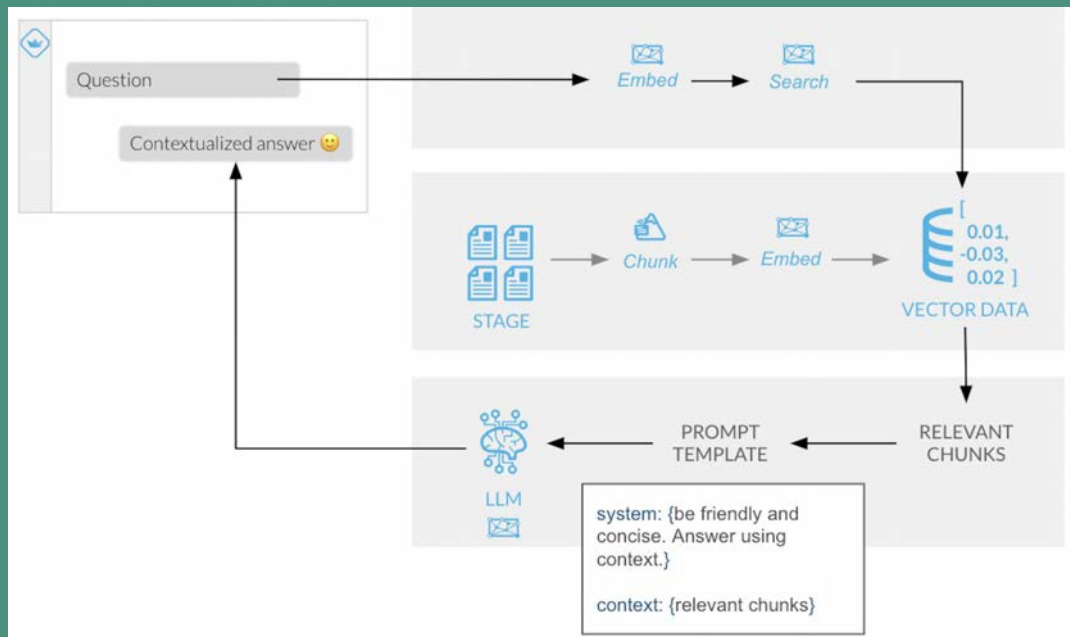 Question
Contextualized answer 🙂
Embed
Search
STAGE
Chunk
Embed
[
0.01,
-0.03,
0.02 ]
VECTOR DATA
LLM
PROMPT
TEMPLATE
RELEVANT
CHUNKS
system: {be friendly and
concise. Answer using
context.}
context: {relevant chunks}